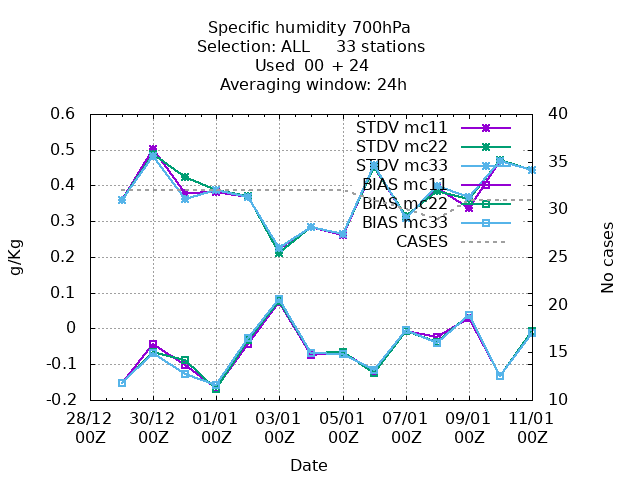 Specific humidity 700hPa
Selection: ALL 33 stations
Used 00 + 24
Averaging window: 24h
0.6
0.5
0.4
0.3
0.2
0.1
0
-0.1
-0.2
g/Kg
40
35
30
25
20
15
10
No cases
STDV mc11
STDV mc22
STDV mc33
BIAS mc11
BIAS mc22
BIAS mc33
CASES
28/12 30/12 01/01 03/01 05/01 07/01 09/01 11/01
00Z 00Z 00Z 00Z 00Z 00Z 00Z 00Z
Date